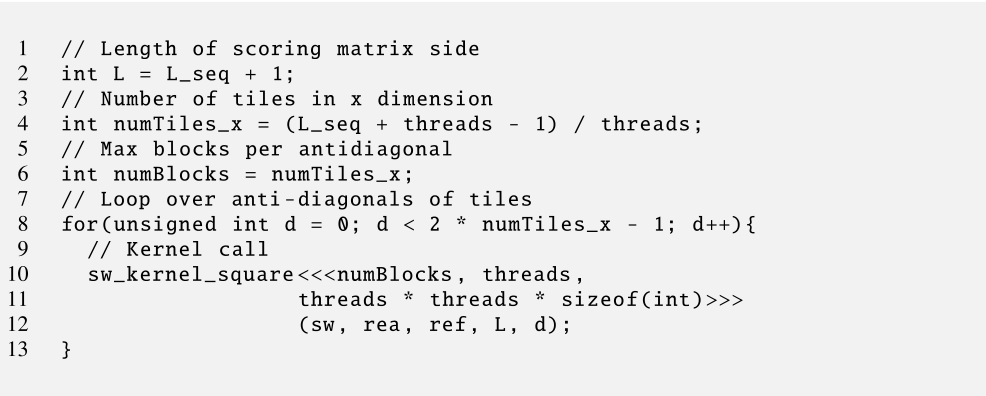 1 // Length of scoring matrix side
2 int L = L_seq + 1;
3 // Number of tiles in x dimension
4 int numTiles_x = (L_seq + threads - 1) / threads;
5 // Max blocks per antidiagonal
6 int numBlocks = numTiles_x;
7 // Loop over anti-diagonals of tiles
8 for(unsigned int d = 0; d < 2 * numTiles_x - 1; d++){
9 // Kernel call
10 sw_kernel_square<<<numBlocks, threads,
11 threads * threads * sizeof(int)>>>
12 (sw, rea, ref, L, d);
13 }